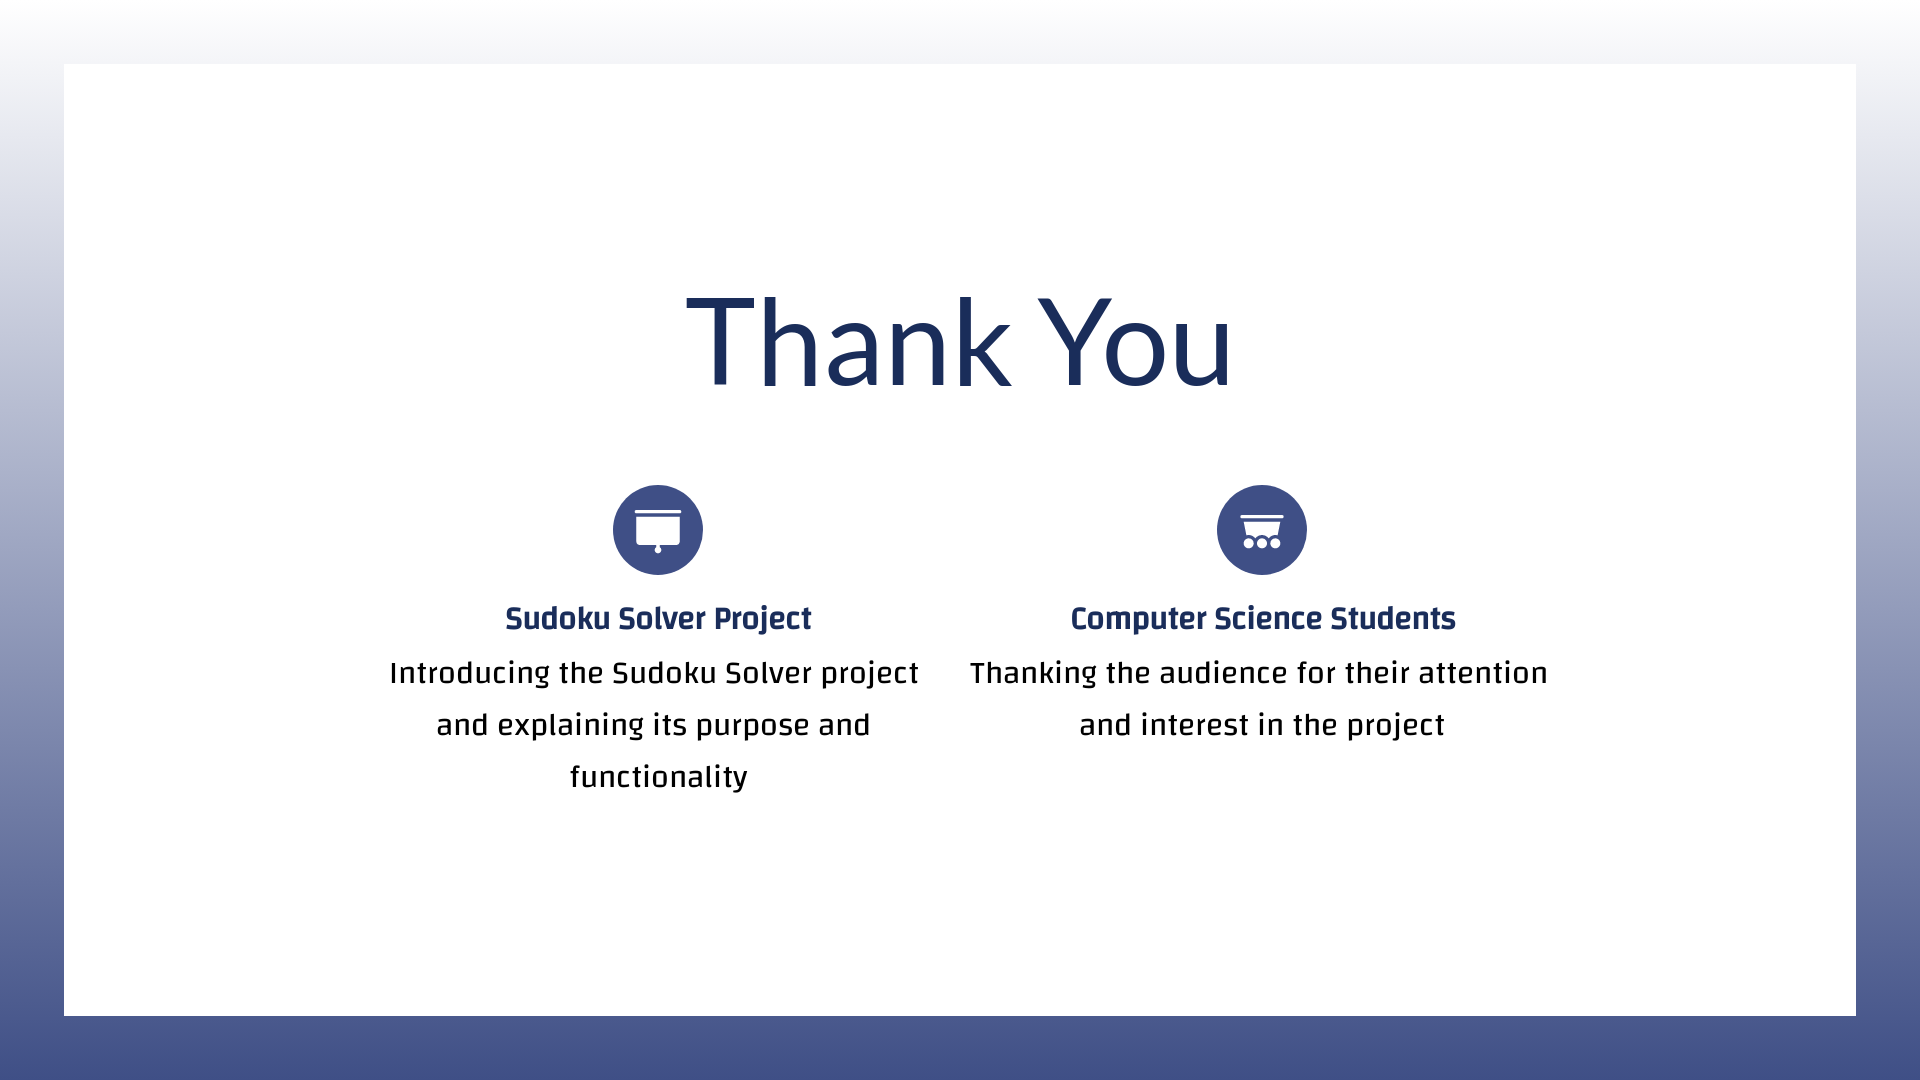 Thank You
Sudoku Solver Project
Introducing the Sudoku Solver project
and explaining its purpose and
functionality
Computer Science Students
Thanking the audience for their attention
and interest in the project